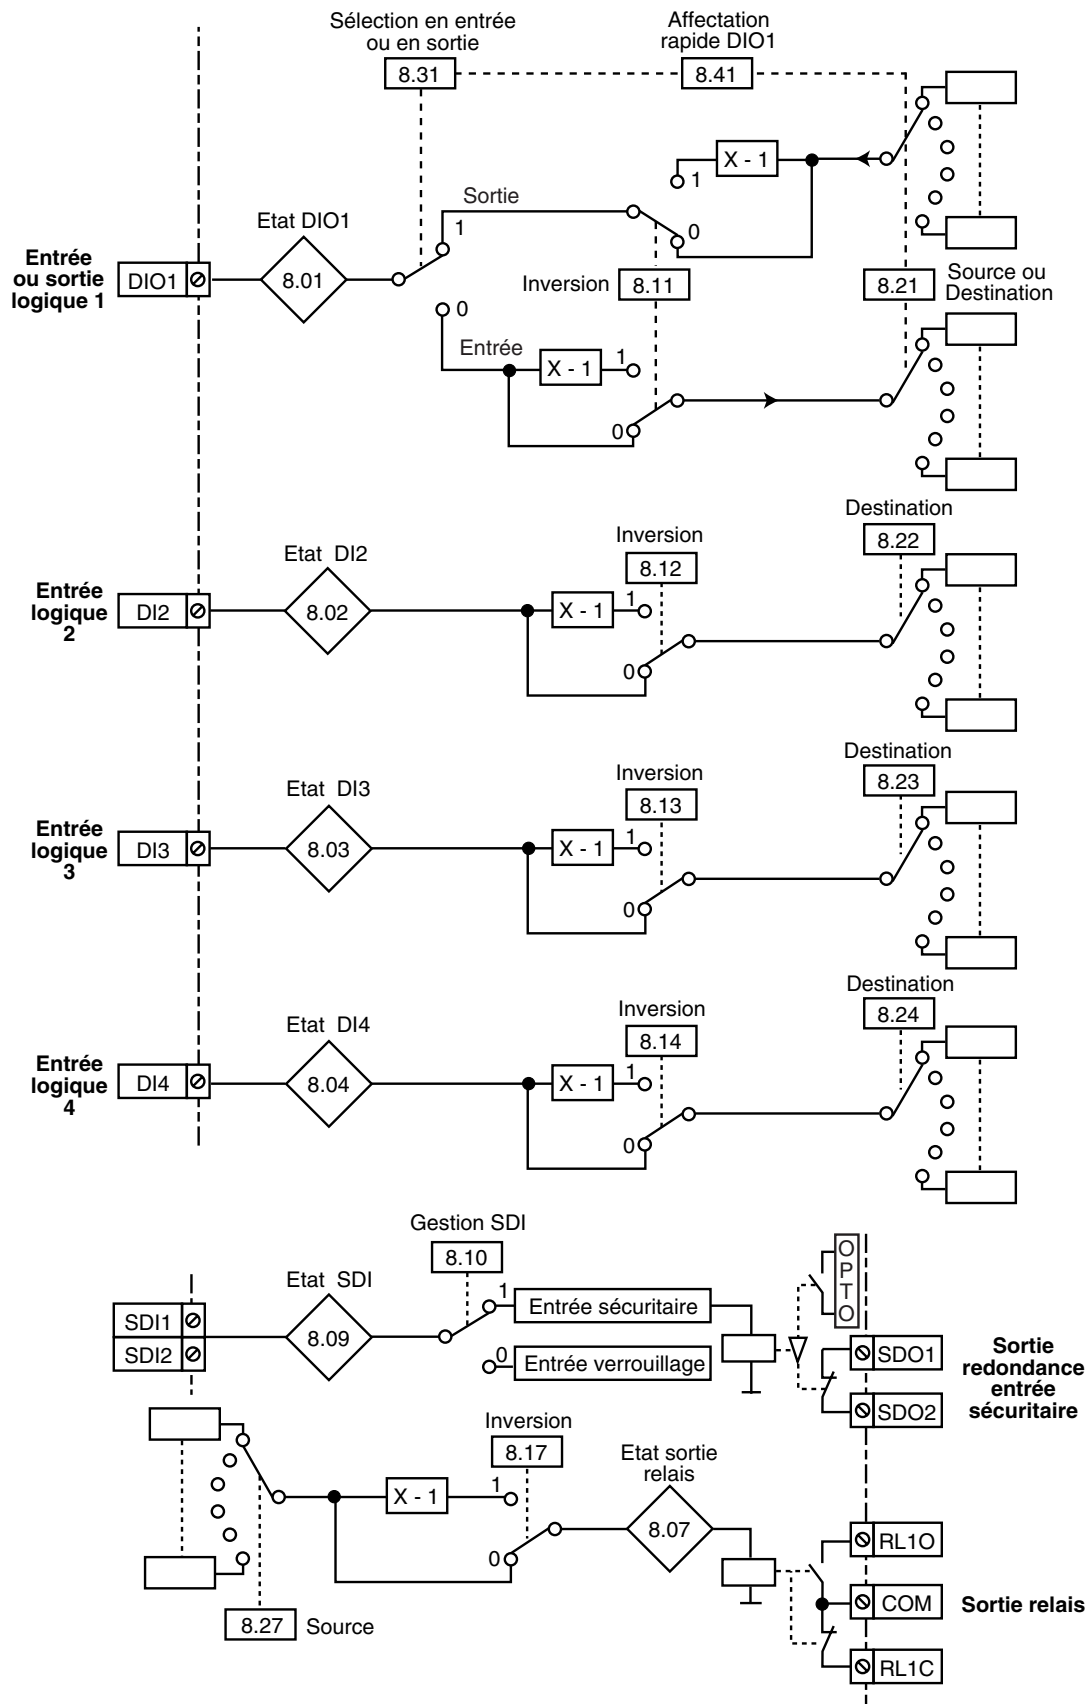 Sélection en entrée
ou en sortie
8.31
Affectation
rapide DIO1
8.41
X - 1
1
Sortie
1
0
Etat DIO1
Entrée
ou sortie
logique 1
DIO1
8.01
Inversion
8.11
8.21
Source ou
Destination
0
Entrée
X - 1
1
0
Destination
8.22
Inversion
8.12
Etat DI2
Entrée
logique
2
DI2
8.02
X - 1
1
0
Destination
8.23
Inversion
8.13
Etat DI3
Entrée
logique
3
DI3
8.03
X - 1
1
0
Destination
8.24
Inversion
8.14
Etat DI4
Entrée
logique
4
DI4
8.04
X - 1
1
0
Gestion SDI
8.10
Etat SDI
SDI1
SDI2
8.09
1
Entrée sécuritaire
0
Entrée verrouillage
O
P
T
O
SDO1
SDO2
Sortie
redondance
entrée
sécuritaire
Inversion
8.17
Etat sortie
relais
X - 1
1
0
8.07
8.27
Source
RL1O
COM
RL1C
Sortie relais